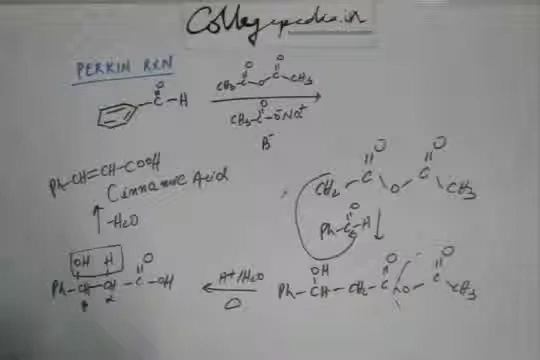 Collegepedia.in
PERKIN RXN
O
C-H
O O
CH3-C-O-C-CH3
O
CH3-C-O-Na+
B-
Ph-CH=CH-COOH
Cinnamic Acid
-H2O
O O
CH2-C-O-C-CH3
O
Ph-C-H
OH O O
Ph-CH-CH2-C-O-C-CH3
H+/H2O
△
OH H O
Ph-CH-CH-C-OH
β α